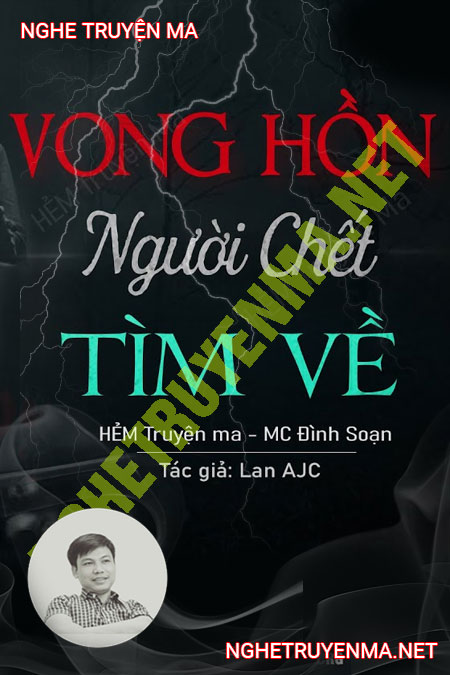 NGHE TRUYỆN MA
VONG HỒN
Người Chết
TÌM VỀ
HẺM Truyện ma - MC Đình Soạn
Tác giả: Lan AJC
NGHETRUYENMA.NET
NGHETRUYENMA.NET